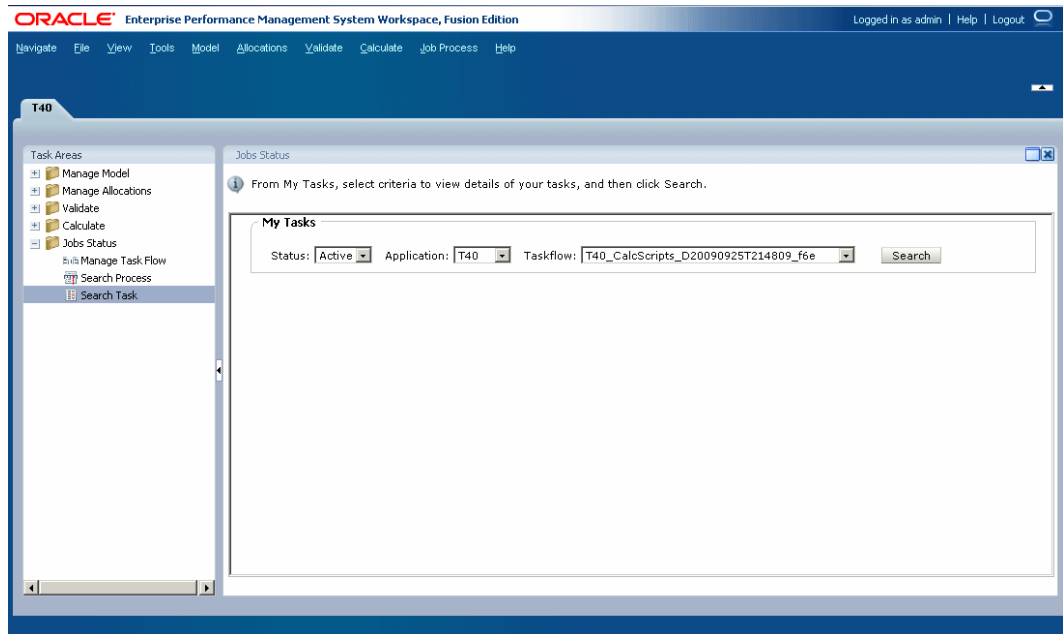 ORACLE Enterprise Performance Management System Workspace, Fusion Edition Logged in as admin | Help | Logout
Navigate File View Tools Model Allocations Validate Calculate Job Process Help
T40
Task Areas
Manage Model
Manage Allocations
Validate
Calculate
Jobs Status
Manage Task Flow
Search Process
Search Task
Jobs Status
From My Tasks, select criteria to view details of your tasks, and then click Search.
My Tasks
Status: Active Application: T40 Taskflow: T40_CalcScripts_D20090925T214809_f6e Search